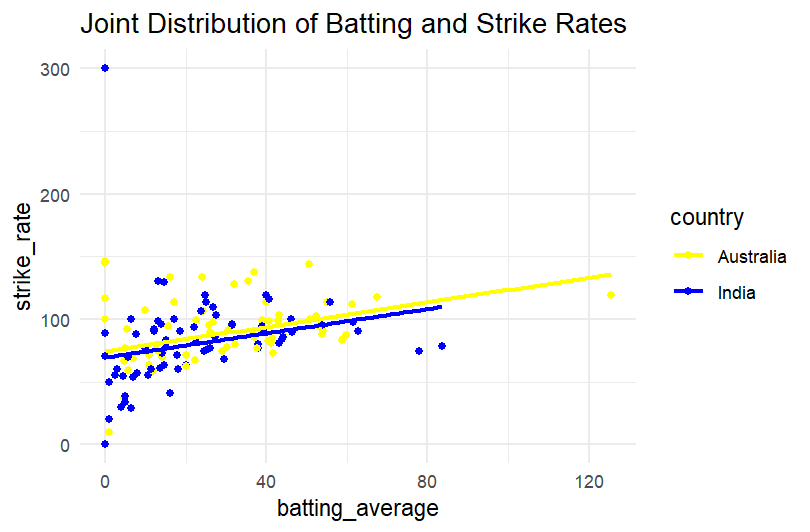 Joint Distribution of Batting and Strike Rates
300
200
100
0
strike_rate
0
40
80
120
batting_average
country
Australia
India